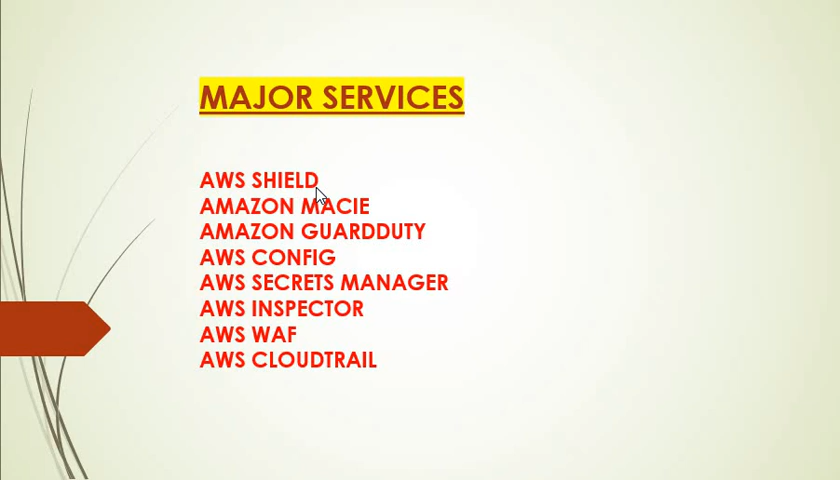 MAJOR SERVICES
AWS SHIELD
AMAZON MACIE
AMAZON GUARDDUTY
AWS CONFIG
AWS SECRETS MANAGER
AWS INSPECTOR
AWS WAF
AWS CLOUDTRAIL